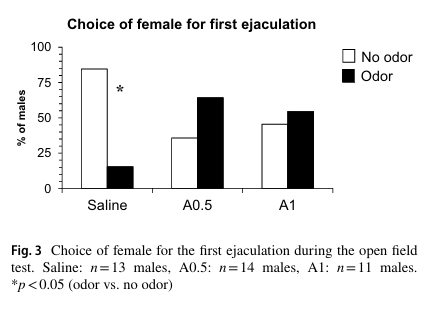 Choice of female for first ejaculation
100
75
50
25
0
% of males
*
No odor
Odor
Saline
A0.5
A1
Fig. 3 Choice of female for the first ejaculation during the open field
test. Saline: n=13 males, A0.5: n=14 males, A1: n=11 males.
*p<0.05 (odor vs. no odor)